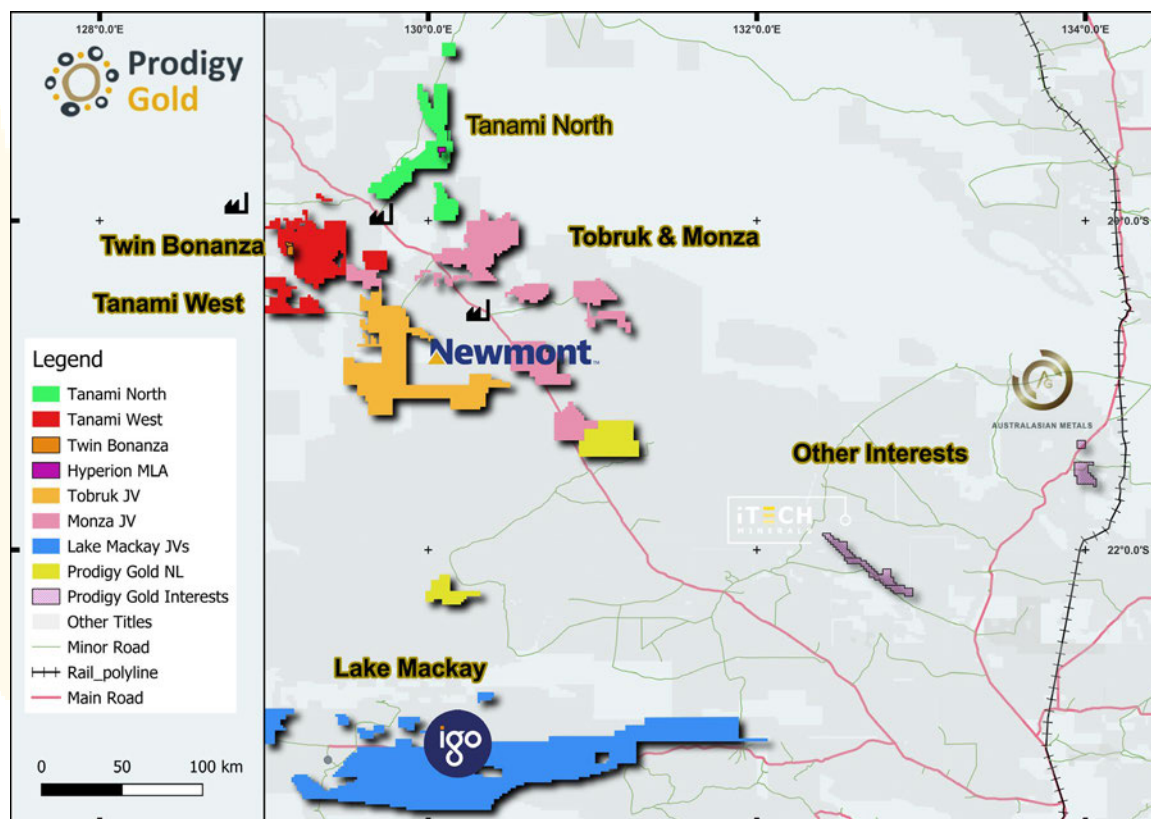 128°0.0'E
130°0.0'E
132°0.0'E
134°0.0'E
Prodigy
Gold
Tanami North
20°0.0'S
Twin Bonanza
Tobruk & Monza
Tanami West
Newmont™
Legend
Tanami North
Tanami West
Twin Bonanza
Hyperion MLA
Tobruk JV
Monza JV
Lake Mackay JVs
Prodigy Gold NL
Prodigy Gold Interests
Other Titles
Minor Road
Rail_polyline
Main Road
AUSTRALASIAN METALS
Other Interests
iTECH
MINERALS
22°0.0'S
Lake Mackay
igo
0 50 100 km